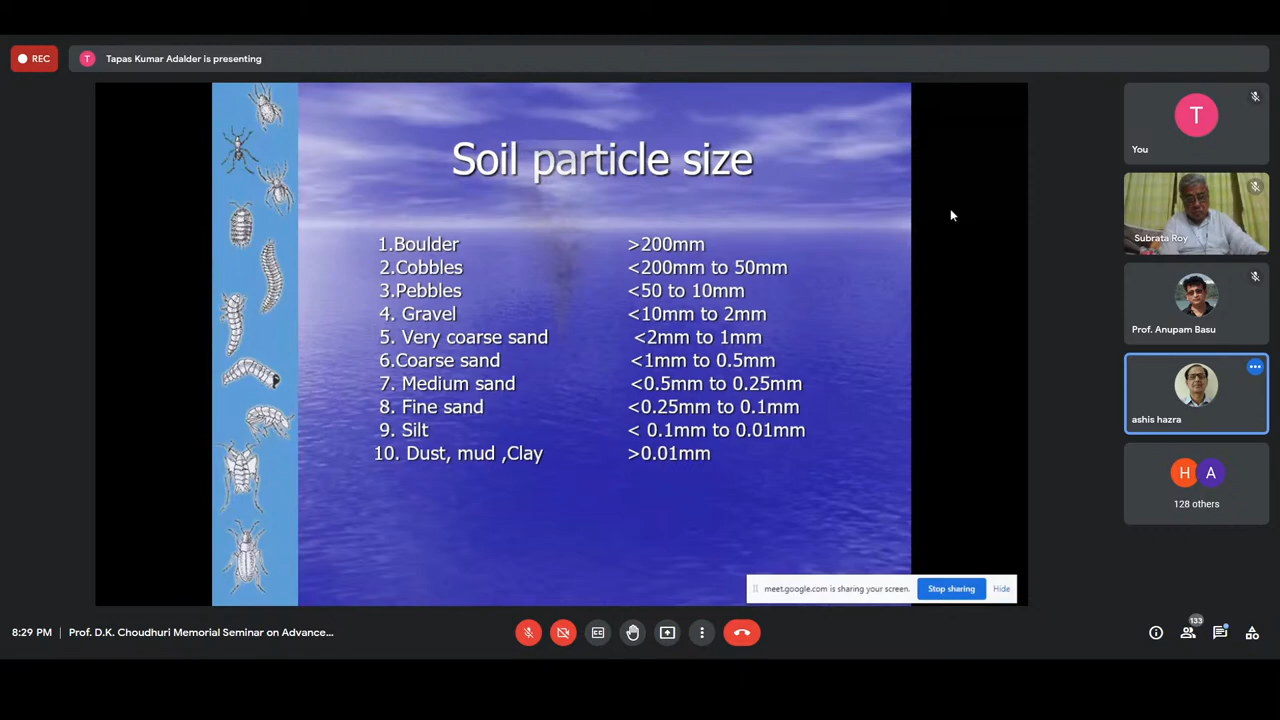 REC
T
Tapas Kumar Adalder is presenting
Soil particle size
1.Boulder >200mm
2.Cobbles <200mm to 50mm
3.Pebbles <50 to 10mm
4. Gravel <10mm to 2mm
5. Very coarse sand <2mm to 1mm
6.Coarse sand <1mm to 0.5mm
7. Medium sand <0.5mm to 0.25mm
8. Fine sand <0.25mm to 0.1mm
9. Silt < 0.1mm to 0.01mm
10. Dust, mud ,Clay >0.01mm
meet.google.com is sharing your screen. Stop sharing Hide
T
You
Subrata Roy
Prof. Anupam Basu
ashis hazra
H A
128 others
8:29 PM | Prof. D.K. Choudhuri Memorial Seminar on Advance...
CC
133